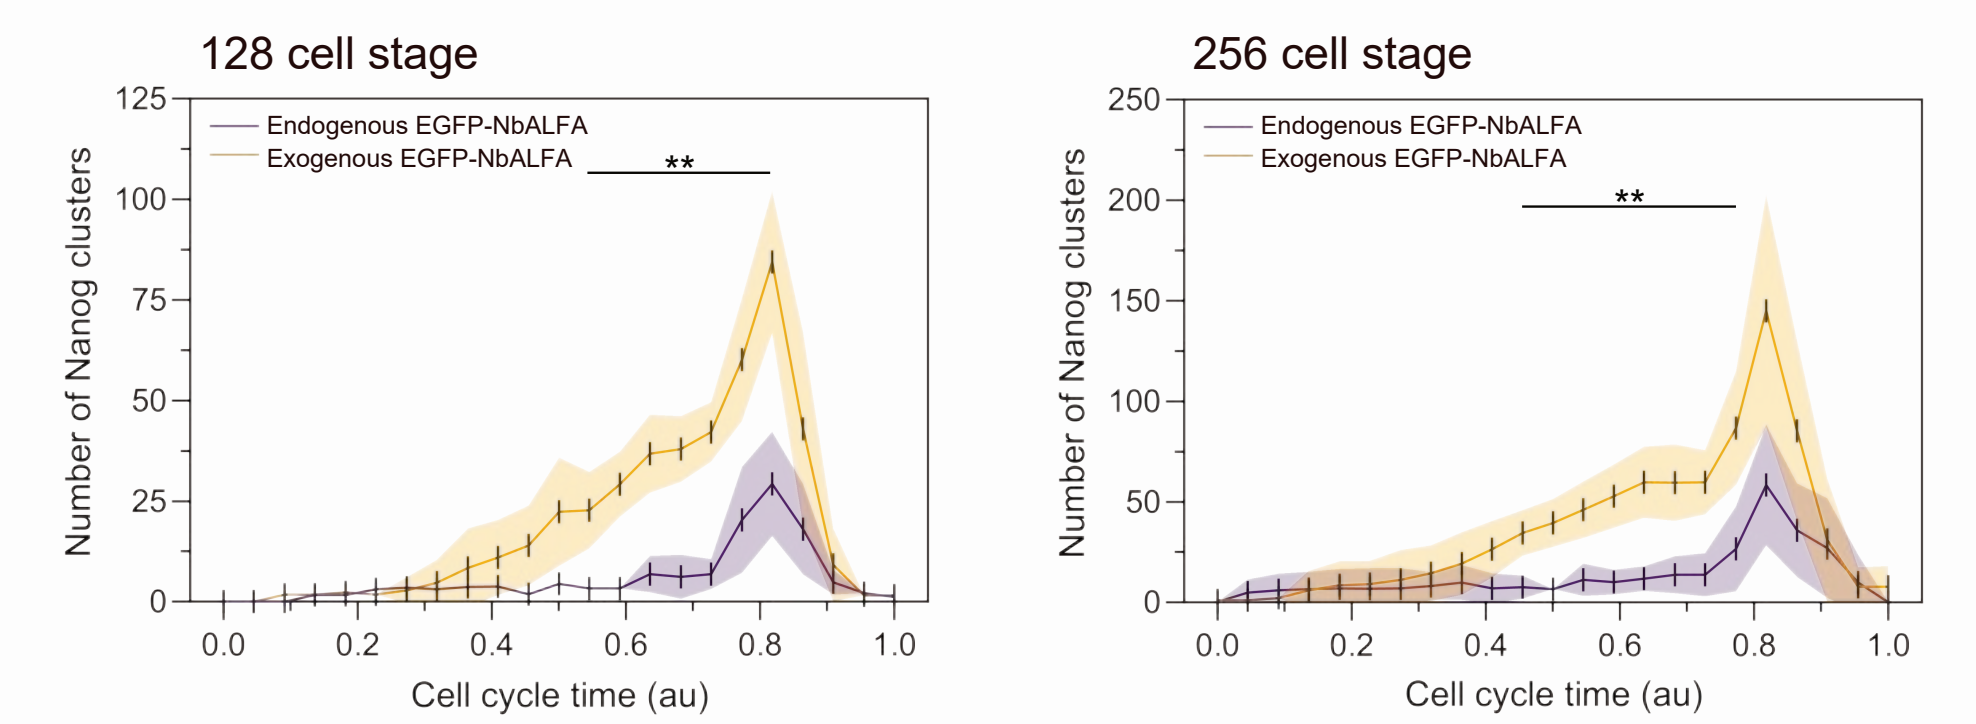 128 cell stage
125
100
75
50
25
0
Number of Nanog clusters
Endogenous EGFP-NbALFA
Exogenous EGFP-NbALFA
**
0.0 0.2 0.4 0.6 0.8 1.0
Cell cycle time (au)
256 cell stage
250
200
150
100
50
0
Number of Nanog clusters
Endogenous EGFP-NbALFA
Exogenous EGFP-NbALFA
**
0.0 0.2 0.4 0.6 0.8 1.0
Cell cycle time (au)